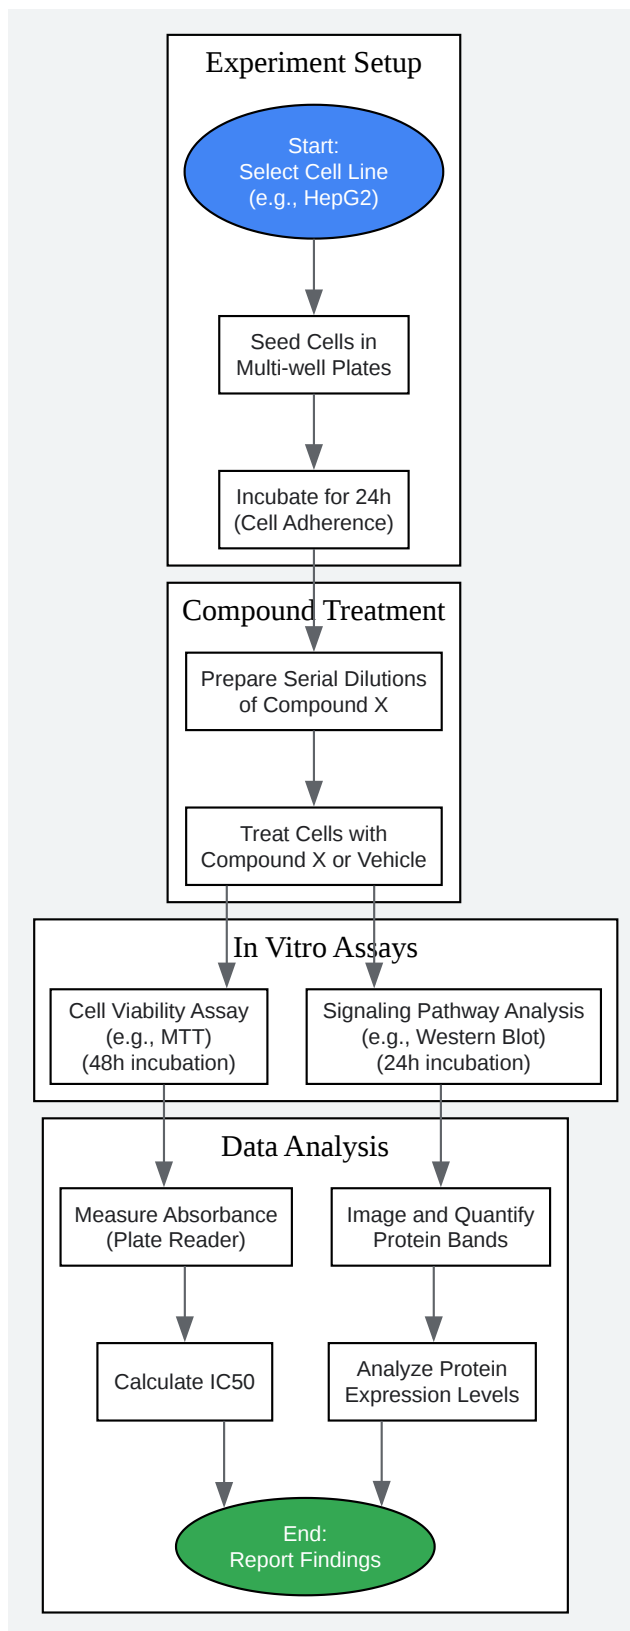 Experiment Setup
Start:
Select Cell Line
(e.g., HepG2)
Seed Cells in
Multi-well Plates
Incubate for 24h
(Cell Adherence)
Compound Treatment
Prepare Serial Dilutions
of Compound X
Treat Cells with
Compound X or Vehicle
In Vitro Assays
Cell Viability Assay
(e.g., MTT)
(48h incubation)
Signaling Pathway Analysis
(e.g., Western Blot)
(24h incubation)
Data Analysis
Measure Absorbance
(Plate Reader)
Image and Quantify
Protein Bands
Calculate IC50
Analyze Protein
Expression Levels
End:
Report Findings